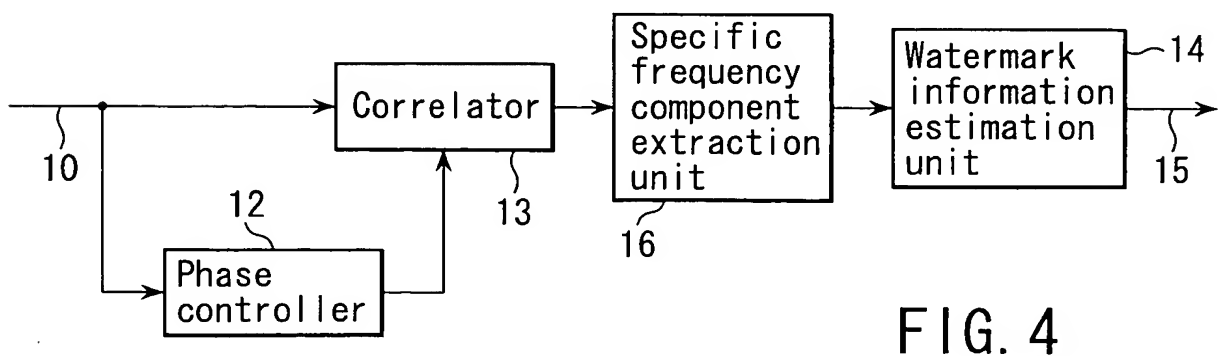 Specific
frequency
component
extraction
unit
16
Watermark
information
estimation
unit
14
15
Correlator
13
10
12
Phase
controller
FIG. 4